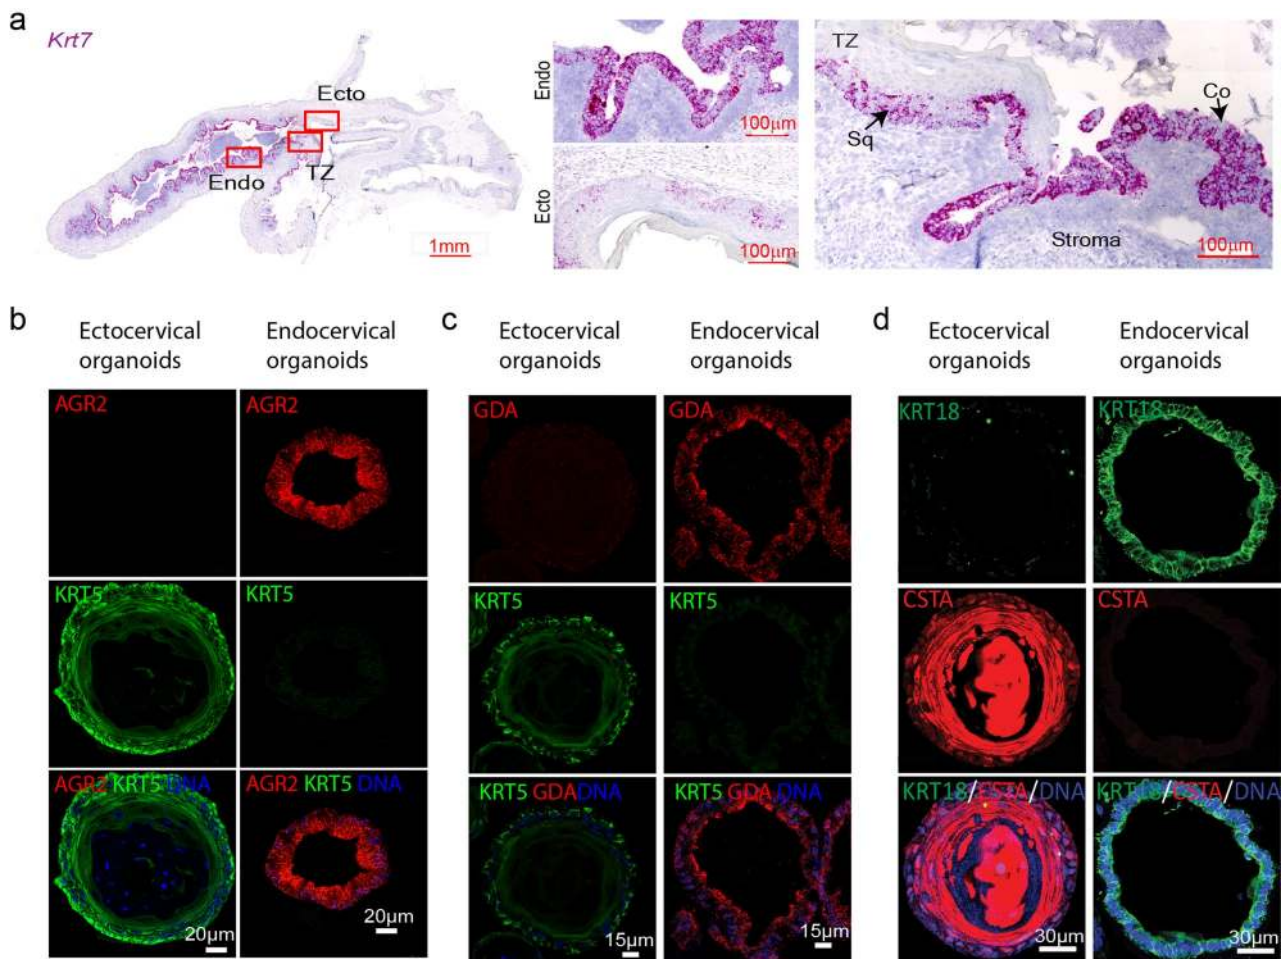 a
Krt7
Ecto
Endo
TZ
1mm
Endo
100μm
Ecto
100μm
TZ
Sq
Co
Stroma
100μm
b
Ectocervical
organoids
Endocervical
organoids
AGR2
AGR2
KRT5
KRT5
AGR2 KRT5 DNA
AGR2 KRT5 DNA
20μm
20μm
c
Ectocervical
organoids
Endocervical
organoids
GDA
GDA
KRT5
KRT5
KRT5 GDA DNA
KRT5 GDA DNA
15μm
15μm
d
Ectocervical
organoids
Endocervical
organoids
KRT18
KRT18
CSTA
CSTA
KRT18/CSTA/DNA
KRT18/CSTA/DNA
30μm
30μm